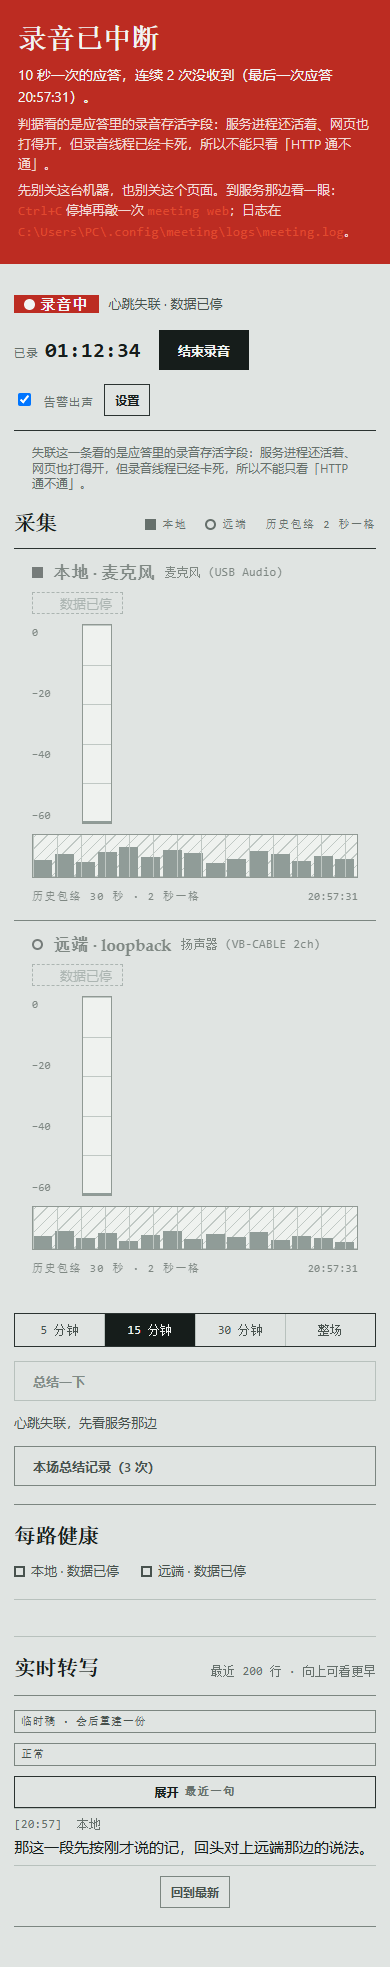 录音已中断
10 秒一次的应答，连续 2 次没收到（最后一次应答
20:57:31）。
判据看的是应答里的录音存活字段：服务进程还活着、网页也
打得开，但录音线程已经卡死，所以不能只看「HTTP 通不
通」。
先别关这台机器，也别关这个页面。到服务那边看一眼：
Ctrl+C 停掉再敲一次 meeting web；日志在
C:\Users\PC\.config\meeting\logs\meeting.log。
录音中 心跳失联 · 数据已停
已录 01:12:34 结束录音
告警出声 设置
失联这一条看的是应答里的录音存活字段：服务进程还活着、
网页也打得开，但录音线程已经卡死，所以不能只看「HTTP
通不通」。
采集 本地 远端 历史包络 2 秒一格
本地 · 麦克风 麦克风 (USB Audio)
数据已停
0
-20
-40
-60
历史包络 30 秒 · 2 秒一格 20:57:31
远端 · loopback 扬声器 (VB-CABLE 2ch)
数据已停
0
-20
-40
-60
历史包络 30 秒 · 2 秒一格 20:57:31
5 分钟 15 分钟 30 分钟 整场
总结一下
心跳失联，先看服务那边
本场总结记录（3 次）
每路健康
本地 · 数据已停 远端 · 数据已停
实时转写 最近 200 行 · 向上可看更早
临时稿 · 会后重建一份
正常
展开 最近一句
[20:57] 本地
那这一段先按刚才说的记，回头对上远端那边的说法。
回到最新